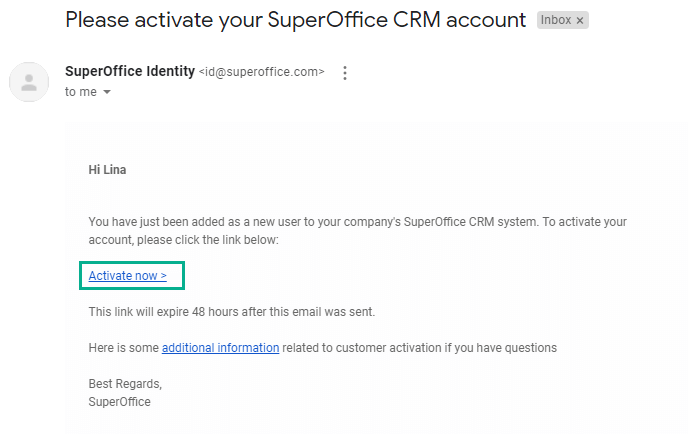 Please activate your SuperOffice CRM account Inbox ×
SuperOffice Identity <id@superoffice.com>
to me
Hi Lina
You have just been added as a new user to your company's SuperOffice CRM system. To activate your
account, please click the link below:
Activate now >
This link will expire 48 hours after this email was sent.
Here is some additional information related to customer activation if you have questions
Best Regards,
SuperOffice